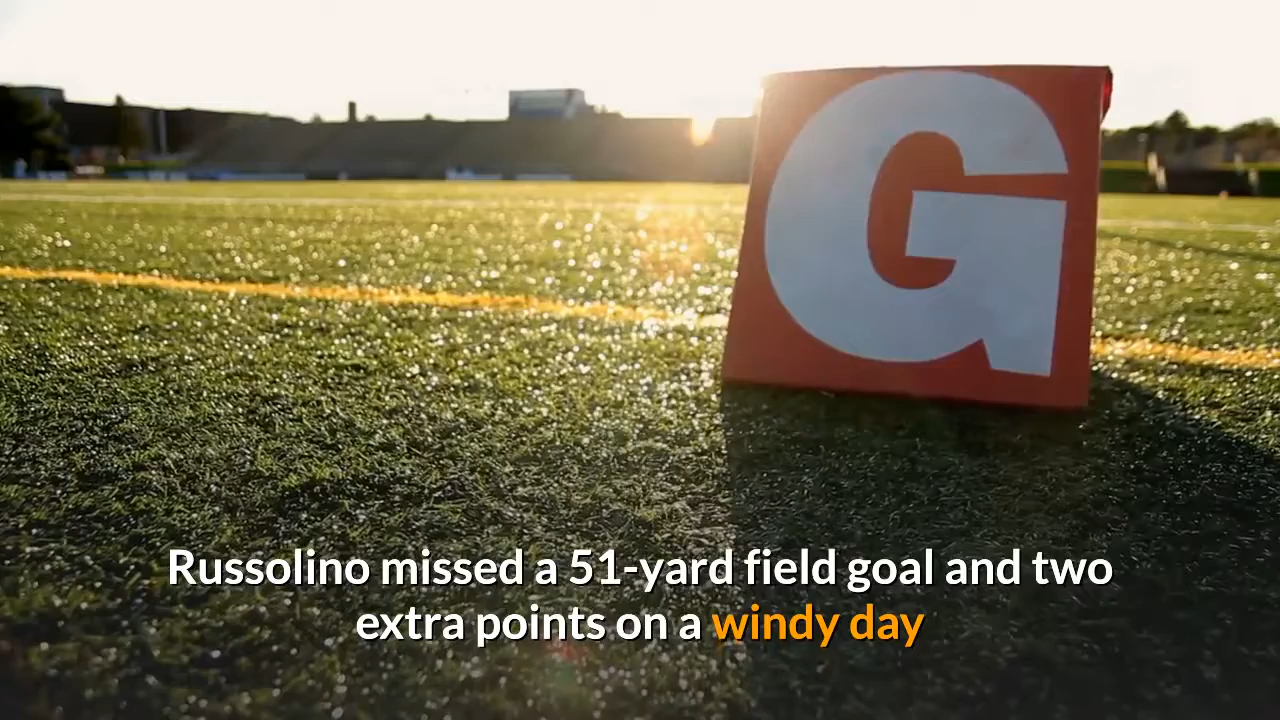 G
Russolino missed a 51-yard field goal and two
extra points on a windy day